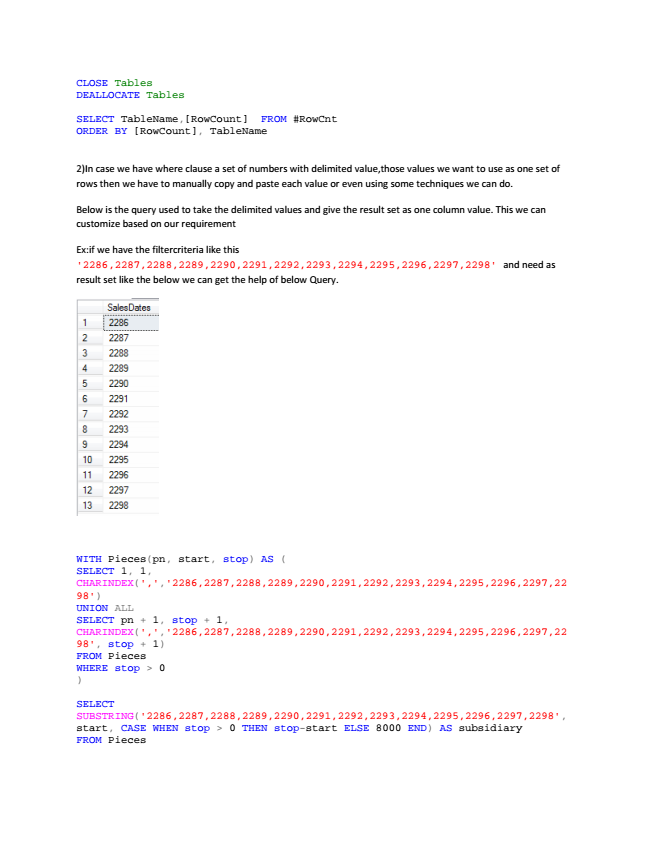 CLOSE Tables
DEALLOCATE Tables
SELECT TableName,[RowCount]  FROM #RowCnt
ORDER BY [RowCount], TableName
2)In case we have where clause a set of numbers with delimited value,those values we want to use as one set of
rows then we have to manually copy and paste each value or even using some techniques we can do.
Below is the query used to take the delimited values and give the result set as one column value. This we can
customize based on our requirement
Ex:if we have the filtercriteria like this
'2286,2287,2288,2289,2290,2291,2292,2293,2294,2295,2296,2297,2298' and need as
result set like the below we can get the help of below Query.
SalesDates
1 2286
2 2287
3 2288
4 2289
5 2290
6 2291
7 2292
8 2293
9 2294
10 2295
11 2296
12 2297
13 2298
WITH Pieces(pn, start, stop) AS (
SELECT 1, 1,
CHARINDEX(',','2286,2287,2288,2289,2290,2291,2292,2293,2294,2295,2296,2297,22
98')
UNION ALL
SELECT pn + 1, stop + 1,
CHARINDEX(',','2286,2287,2288,2289,2290,2291,2292,2293,2294,2295,2296,2297,22
98', stop + 1)
FROM Pieces
WHERE stop > 0
)
SELECT
SUBSTRING('2286,2287,2288,2289,2290,2291,2292,2293,2294,2295,2296,2297,2298',
start, CASE WHEN stop > 0 THEN stop-start ELSE 8000 END) AS subsidiary
FROM Pieces